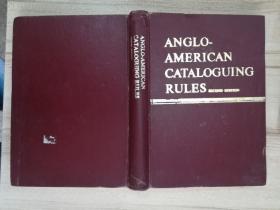 ANGLO-AMERICAN
CATALOGUING RULES
ANGLO-
AMERICAN
CATALOGUING
RULES SECOND EDITION